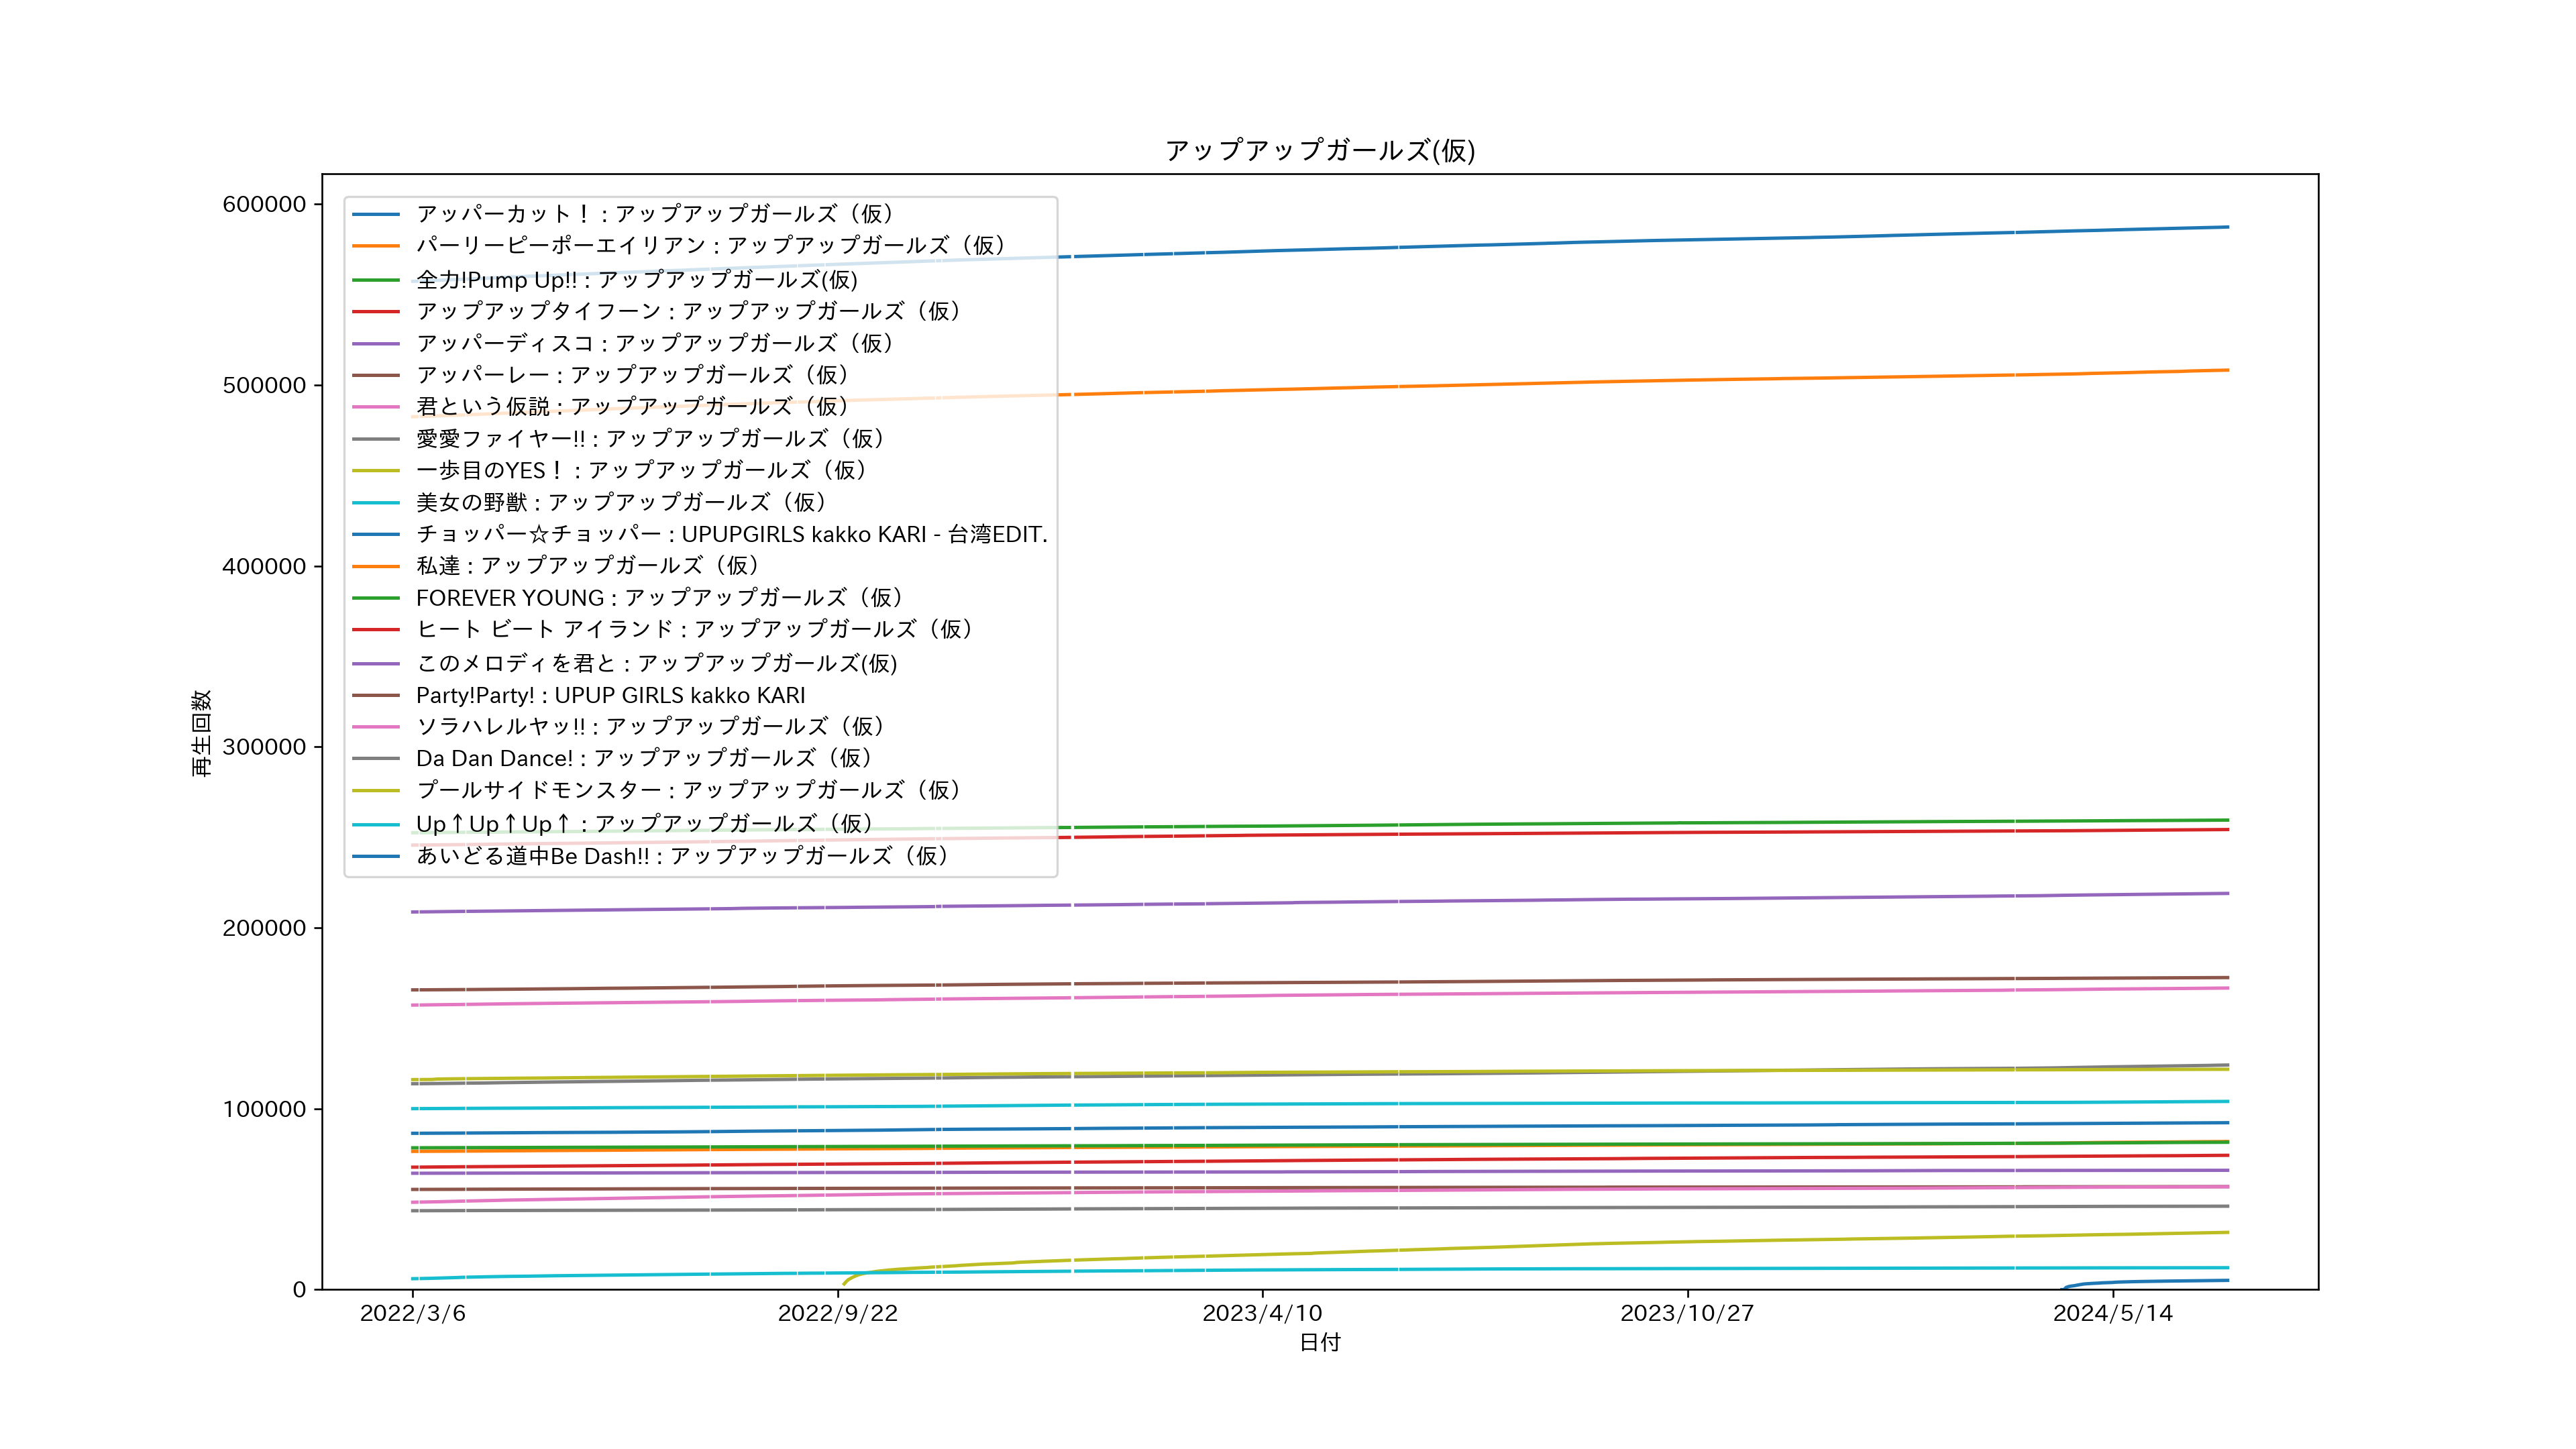 アップアップガールズ(仮)
600000
500000
400000
300000
200000
100000
0
再生回数
アッパーカット！ : アップアップガールズ（仮）
パーリーピーポーエイリアン : アップアップガールズ（仮）
全力!Pump Up!! : アップアップガールズ(仮)
アップアップタイフーン : アップアップガールズ（仮）
アッパーディスコ : アップアップガールズ（仮）
アッパーレー : アップアップガールズ（仮）
君という仮説 : アップアップガールズ（仮）
愛愛ファイヤー!! : アップアップガールズ（仮）
一歩目のYES！ : アップアップガールズ（仮）
美女の野獣 : アップアップガールズ（仮）
チョッパー☆チョッパー : UPUPGIRLS kakko KARI - 台湾EDIT.
私達 : アップアップガールズ（仮）
FOREVER YOUNG : アップアップガールズ（仮）
ヒート ビート アイランド : アップアップガールズ（仮）
このメロディを君と : アップアップガールズ(仮)
Party!Party! : UPUP GIRLS kakko KARI
ソラハレルヤッ!! : アップアップガールズ（仮）
Da Dan Dance! : アップアップガールズ（仮）
プールサイドモンスター : アップアップガールズ（仮）
Up↑Up↑Up↑ : アップアップガールズ（仮）
あいどる道中Be Dash!! : アップアップガールズ（仮）
2022/3/6
2022/9/22
2023/4/10
2023/10/27
2024/5/14
日付